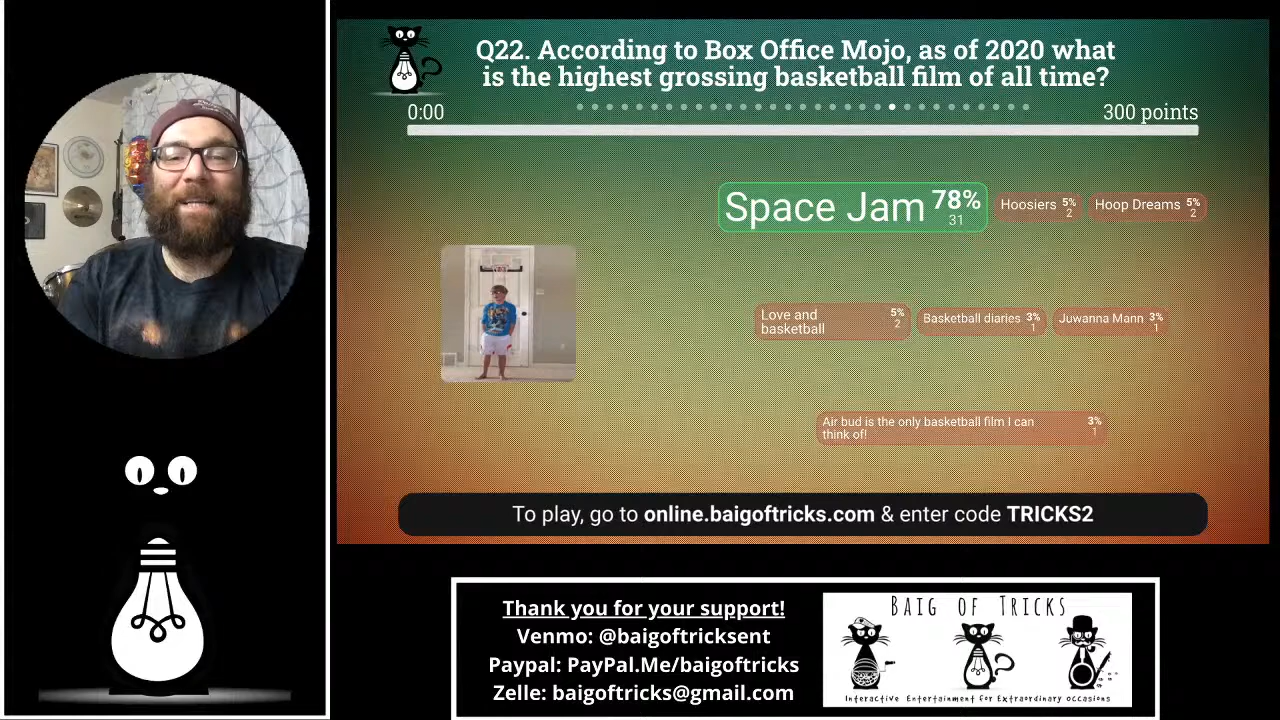 Q22. According to Box Office Mojo, as of 2020 what
is the highest grossing basketball film of all time?
0:00
300 points
Space Jam 78%
31
Hoosiers 5%
2
Hoop Dreams 5%
2
Love and
basketball
5%
2
Basketball diaries 3%
1
Juwanna Mann 3%
1
Air bud is the only basketball film I can
think of!
3%
1
To play, go to online.baigoftricks.com & enter code TRICKS2
Thank you for your support!
Venmo: @baigoftricksent
Paypal: PayPal.Me/baigoftricks
Zelle: baigoftricks@gmail.com
BAIG OF TRICKS
Interactive Entertainment for Extraordinary occasions